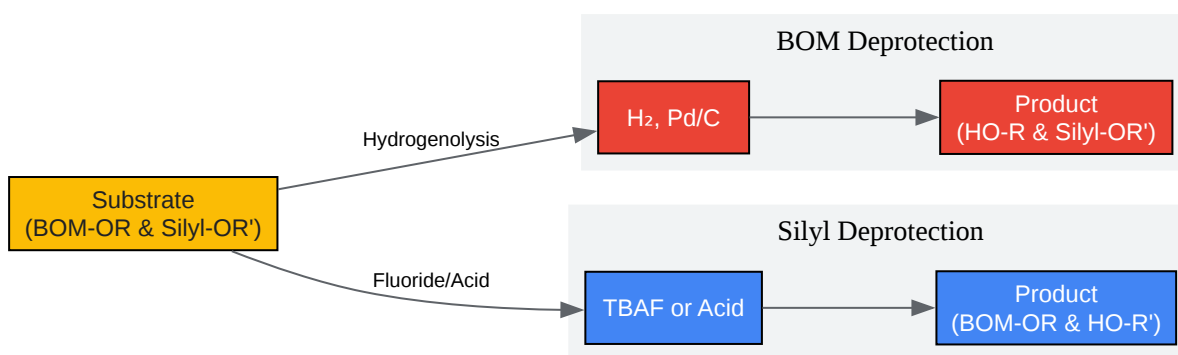 BOM Deprotection
H₂, Pd/C
Product
(HO-R & Silyl-OR')
Hydrogenolysis
Substrate
(BOM-OR & Silyl-OR')
Fluoride/Acid
Silyl Deprotection
TBAF or Acid
Product
(BOM-OR & HO-R')